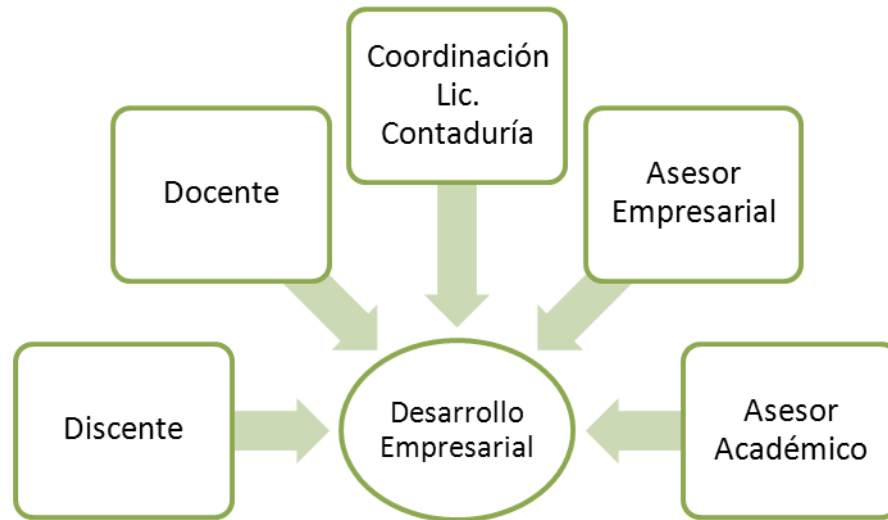 Coordinación
Lic.
Contaduría
Docente
Asesor
Empresarial
Discente
Desarrollo
Empresarial
Asesor
Académico